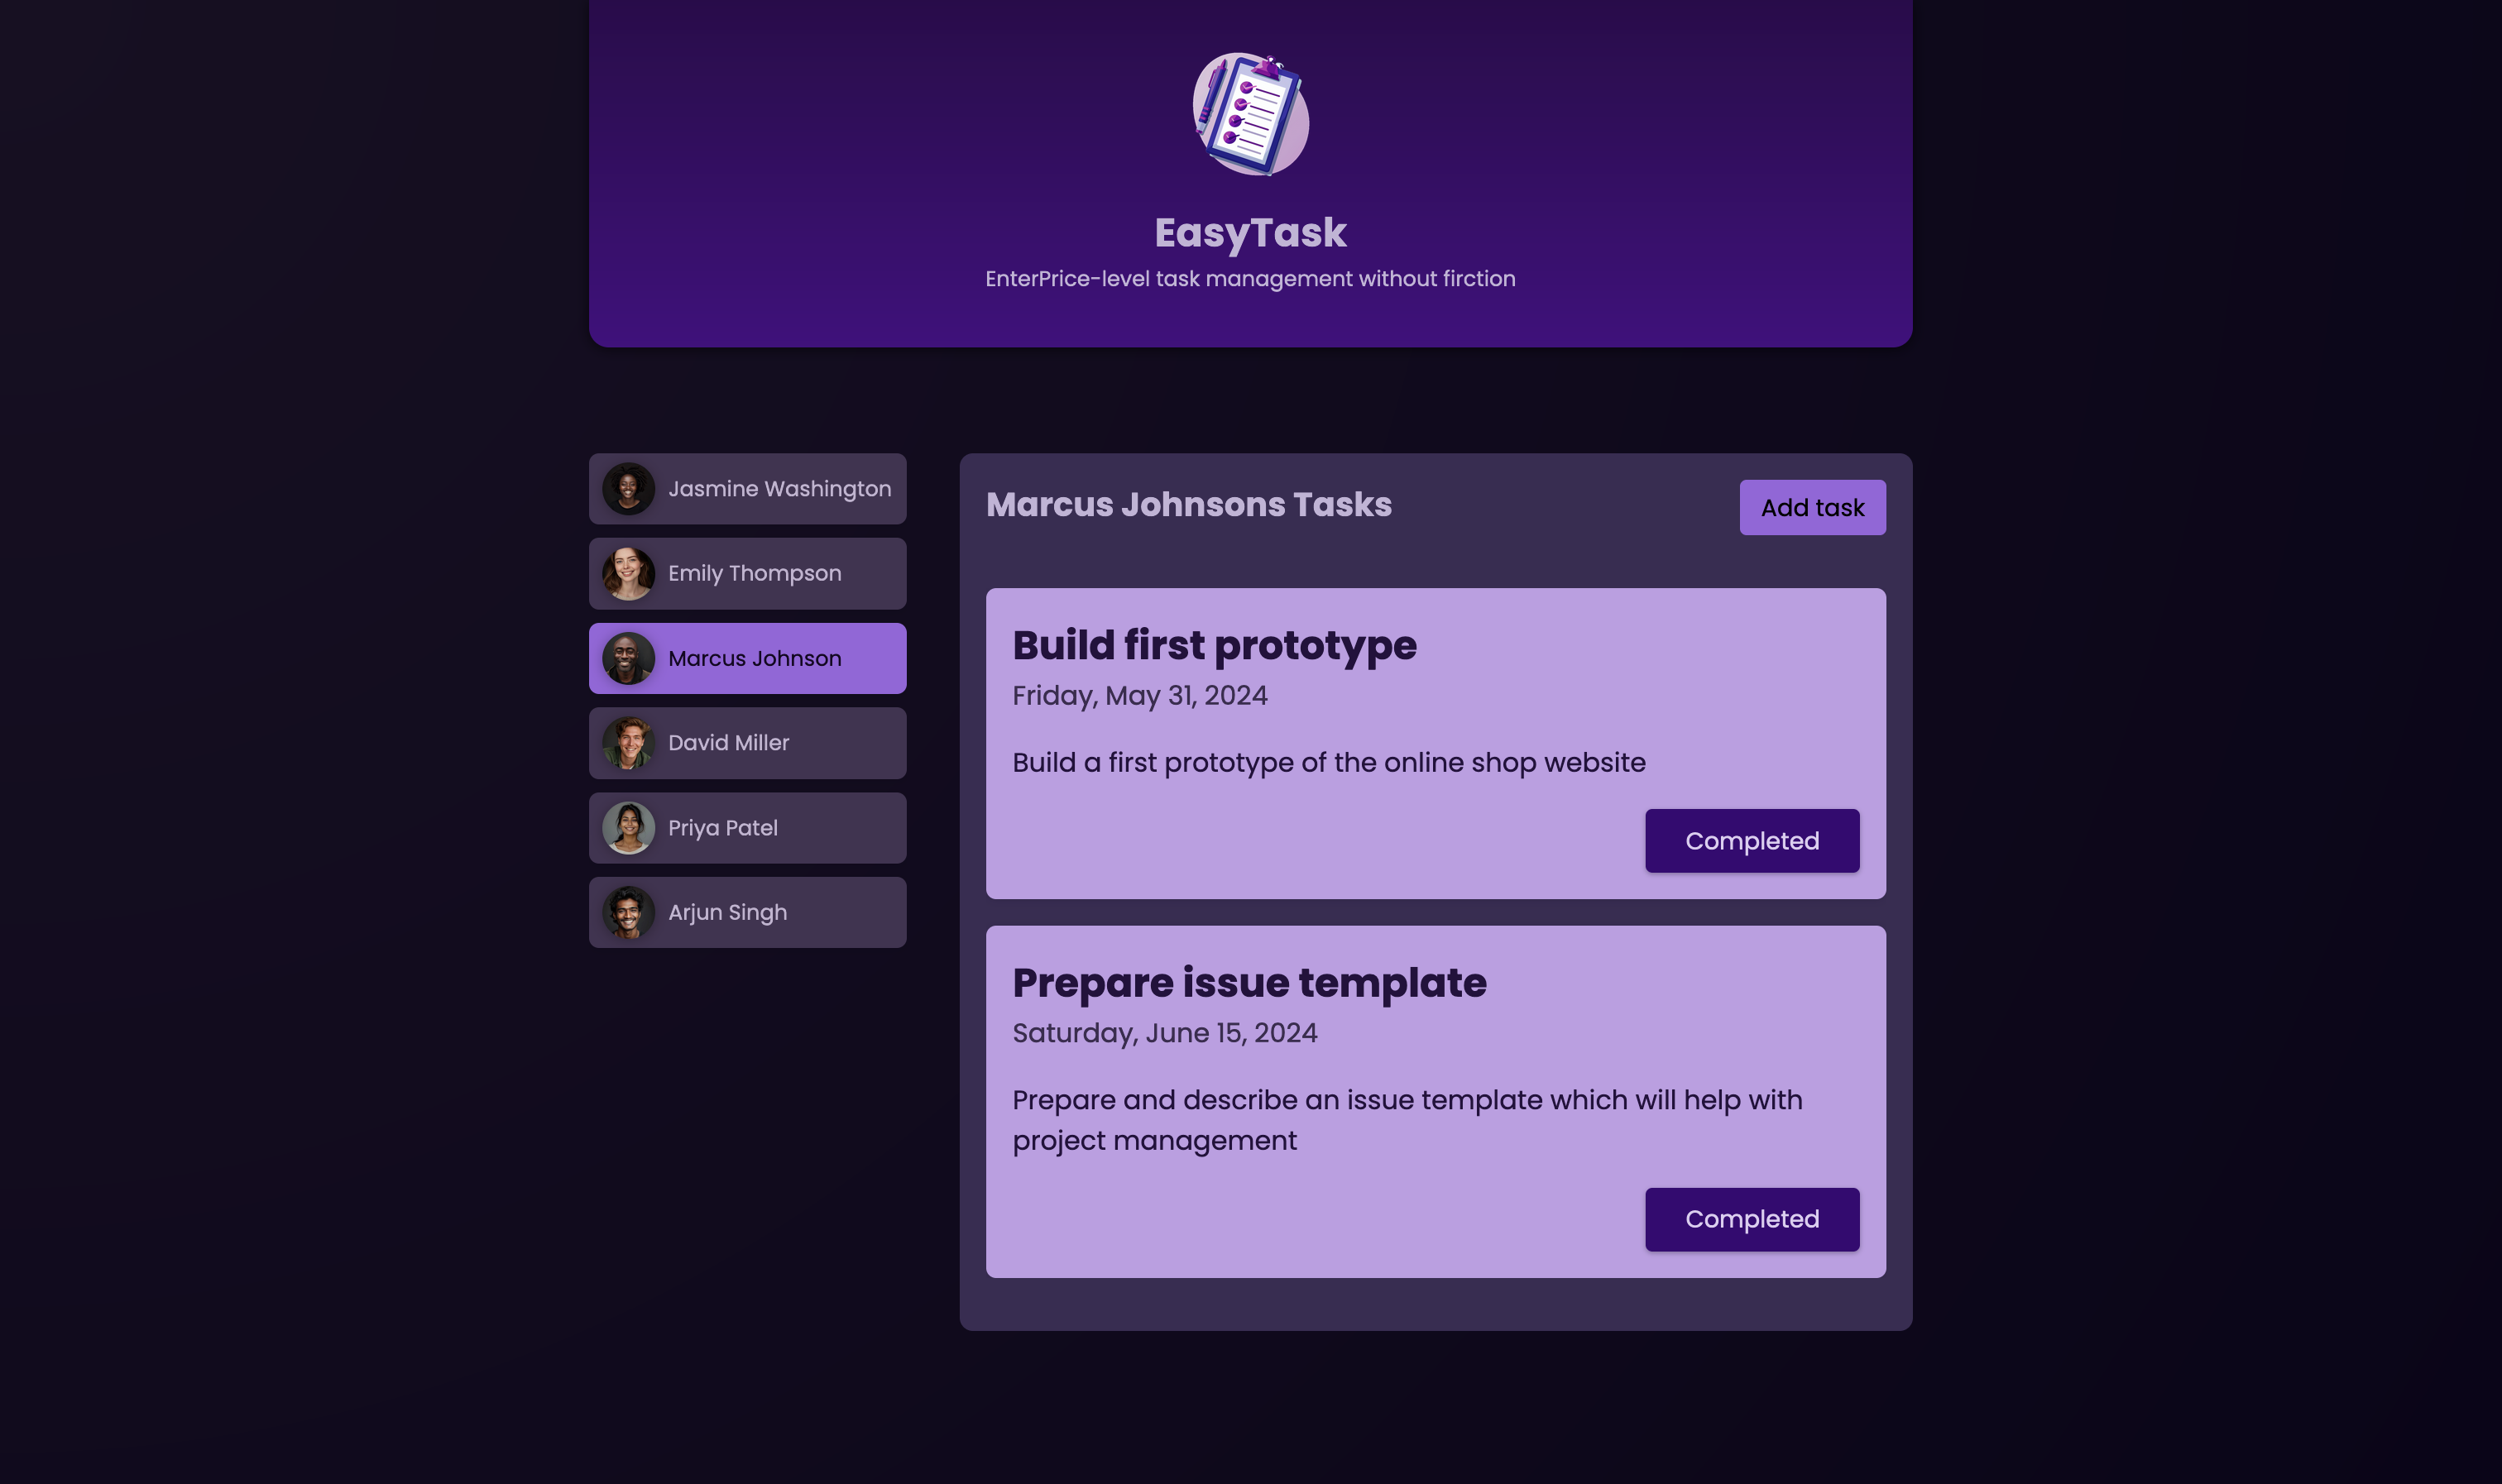 EasyTask
EnterPrice-level task management without firction
Jasmine Washington
Emily Thompson
Marcus Johnson
David Miller
Priya Patel
Arjun Singh
Marcus Johnsons Tasks
Add task
Build first prototype
Friday, May 31, 2024
Build a first prototype of the online shop website
Completed
Prepare issue template
Saturday, June 15, 2024
Prepare and describe an issue template which will help with
project management
Completed